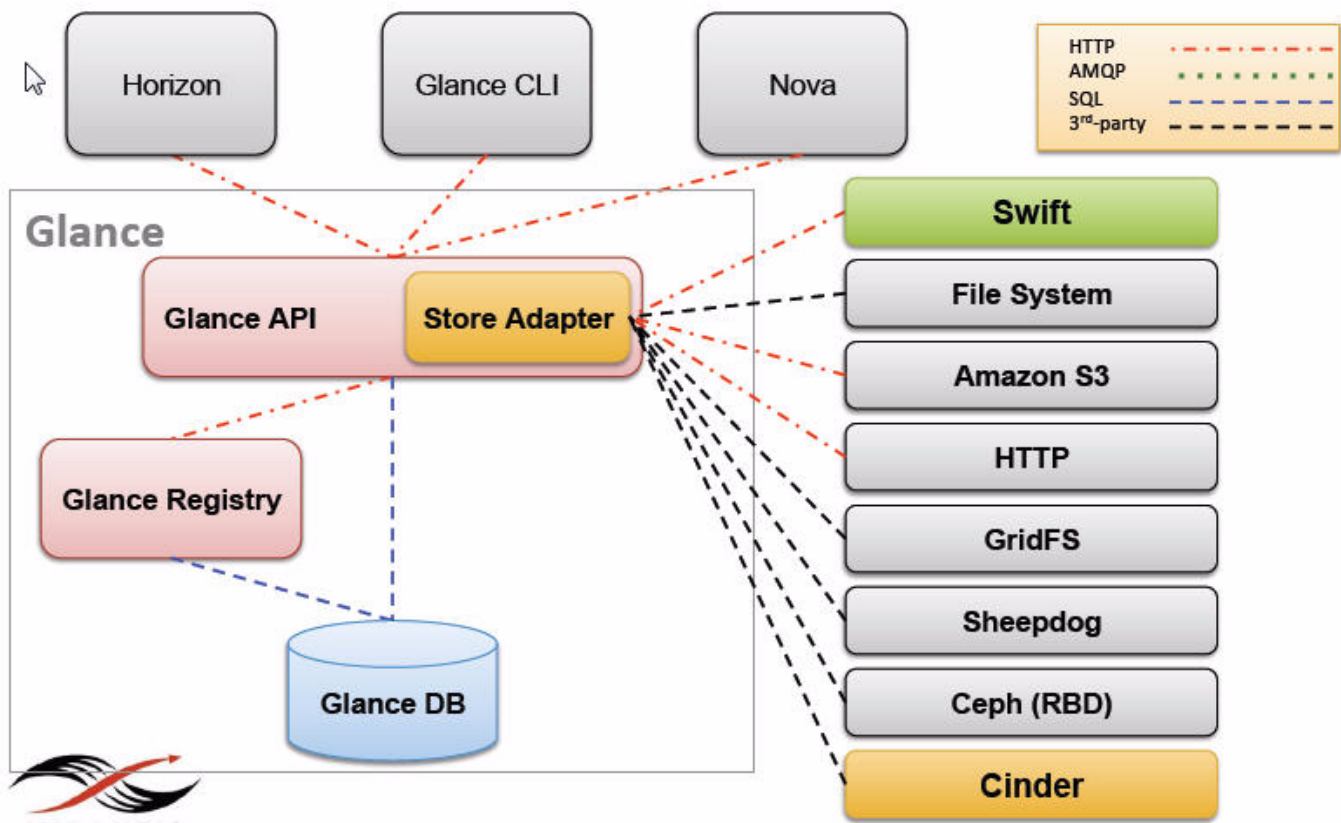 Horizon
Glance CLI
Nova
HTTP
AMQP
SQL
3rd-party
Glance
Glance API
Store Adapter
Glance Registry
Glance DB
Swift
File System
Amazon S3
HTTP
GridFS
Sheepdog
Ceph (RBD)
Cinder